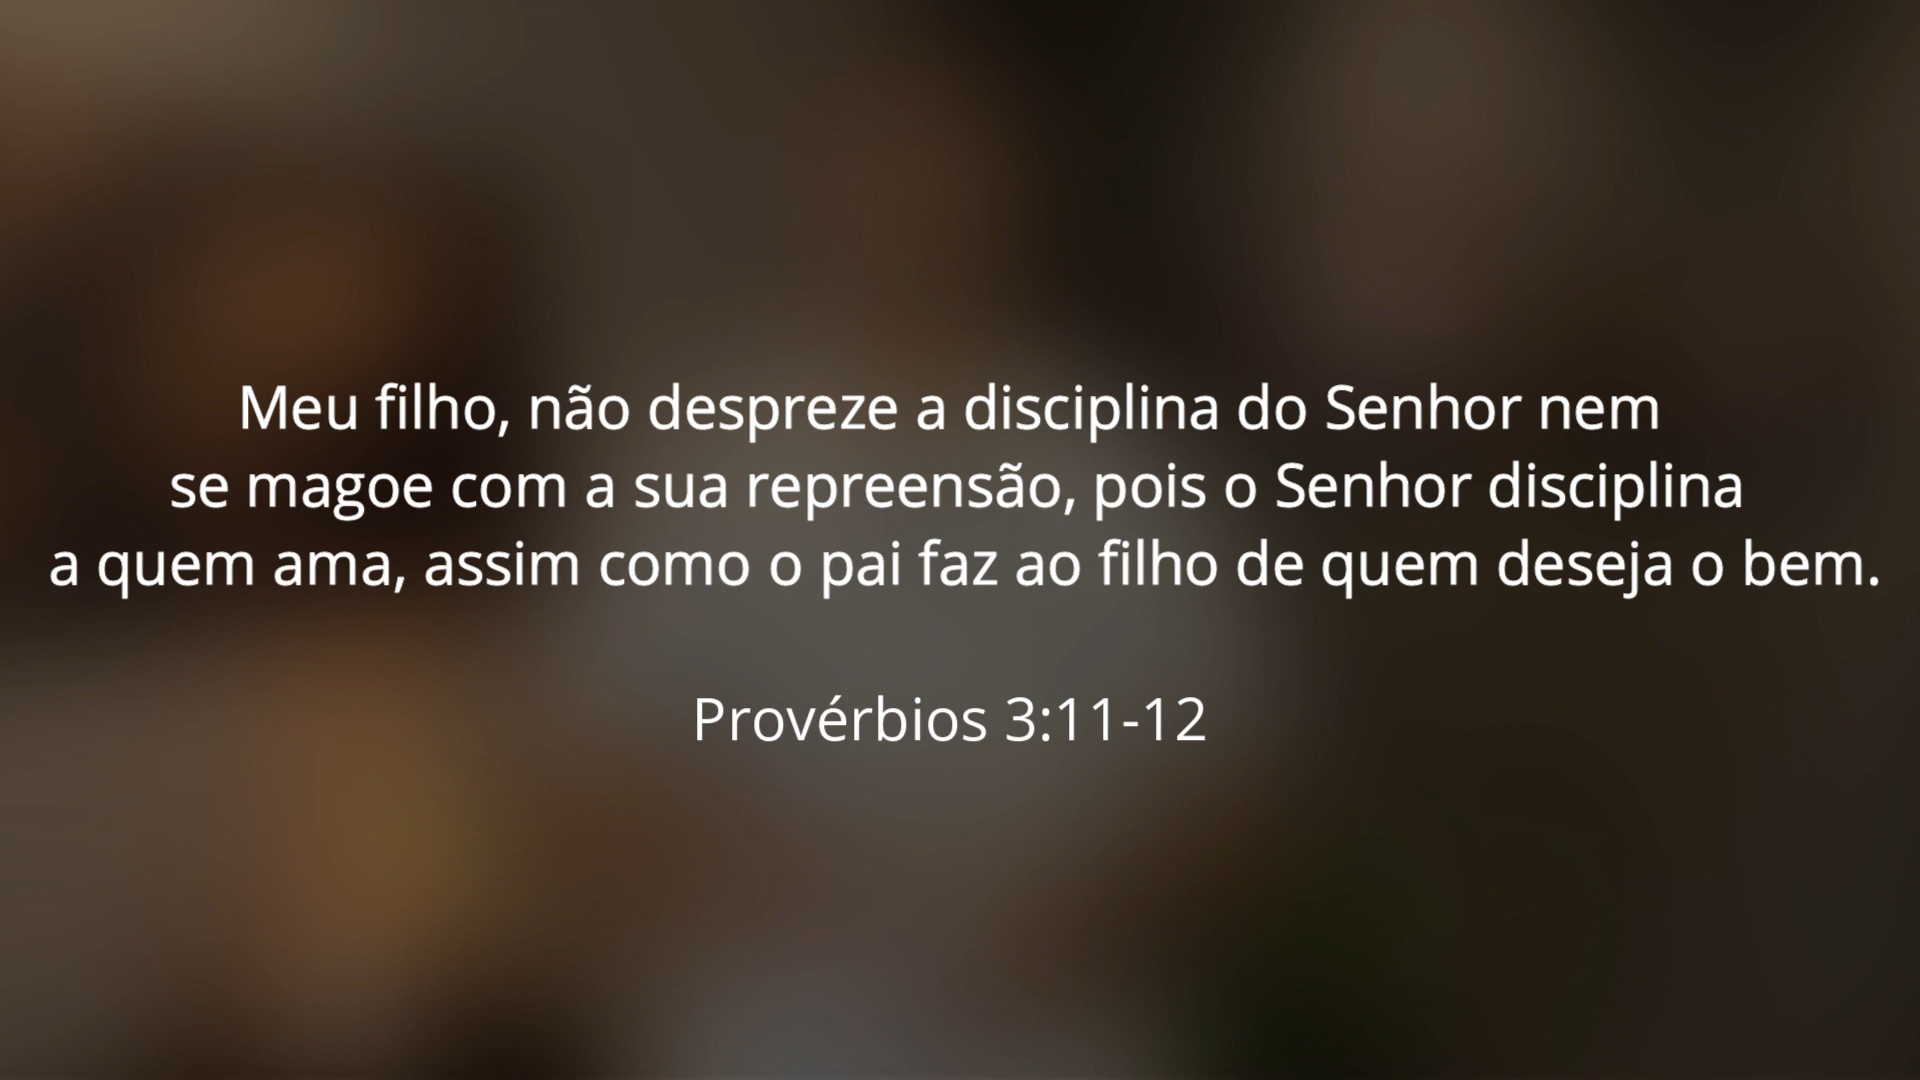 Meu filho, não despreze a disciplina do Senhor nem
se magoe com a sua repreensão, pois o Senhor disciplina
a quem ama, assim como o pai faz ao filho de quem deseja o bem.
Provérbios 3:11-12